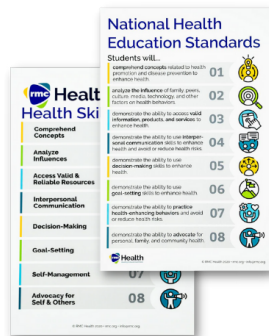 National Health
Education Standards
Students will...
comprehend concepts related to health
promotion and disease prevention to
enhance health.
01
analyze the influence of family, peers,
culture, media, technology, and other
factors on health behaviors.
02
demonstrate the ability to access valid
information, products, and services to
enhance health.
03
demonstrate the ability to use interper-
sonal communication skills to enhance
health and avoid or reduce health risks.
04
demonstrate the ability to use
decision-making skills to enhance
health.
05
demonstrate the ability to use
goal-setting skills to enhance health.
06
demonstrate the ability to practice
health-enhancing behaviors and avoid
or reduce health risks.
07
demonstrate the ability to advocate for
personal, family, and community health.
08
rmc Health
rmc Health
Health Ski
Comprehend
Concepts
Analyze
Influences
Access Valid &
Reliable Resources
Interpersonal
Communication
Decision-Making
Goal-Setting
Self-Management
07
Advocacy for
Self & Others
08